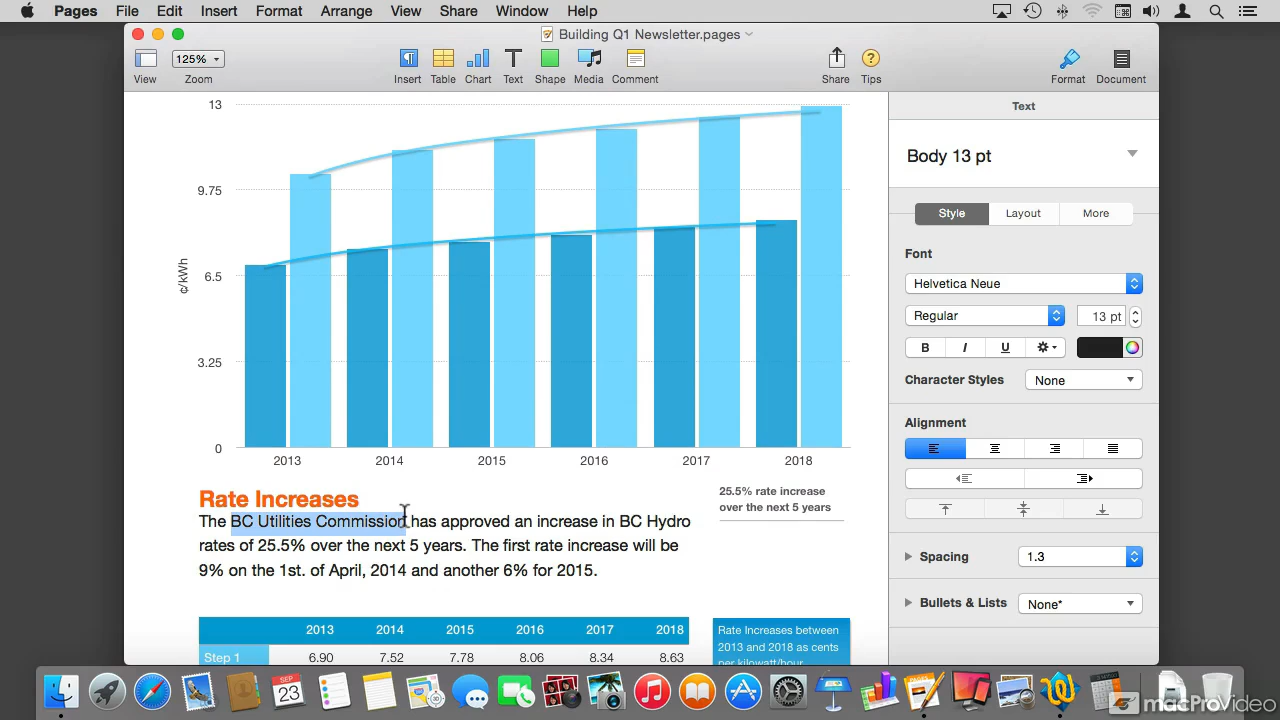 Pages File Edit Insert Format Arrange View Share Window Help
Building Q1 Newsletter.pages
125%
View Zoom Insert Table Chart Text Shape Media Comment Share Tips Format Document
Text
Body 13 pt
Style Layout More
Font
Helvetica Neue
Regular 13 pt
B I U
Character Styles None
Alignment
Spacing 1.3
Bullets & Lists None*
13
9.75
6.5
3.25
0
¢/kWh
2013 2014 2015 2016 2017 2018
Rate Increases
The BC Utilities Commission has approved an increase in BC Hydro
rates of 25.5% over the next 5 years. The first rate increase will be
9% on the 1st. of April, 2014 and another 6% for 2015.
25.5% rate increase
over the next 5 years
2013 2014 2015 2016 2017 2018
Step 1 6.90 7.52 7.78 8.06 8.34 8.63
Rate Increases between
2013 and 2018 as cents
per kilowatt/hour
SEP
23
macProVideo